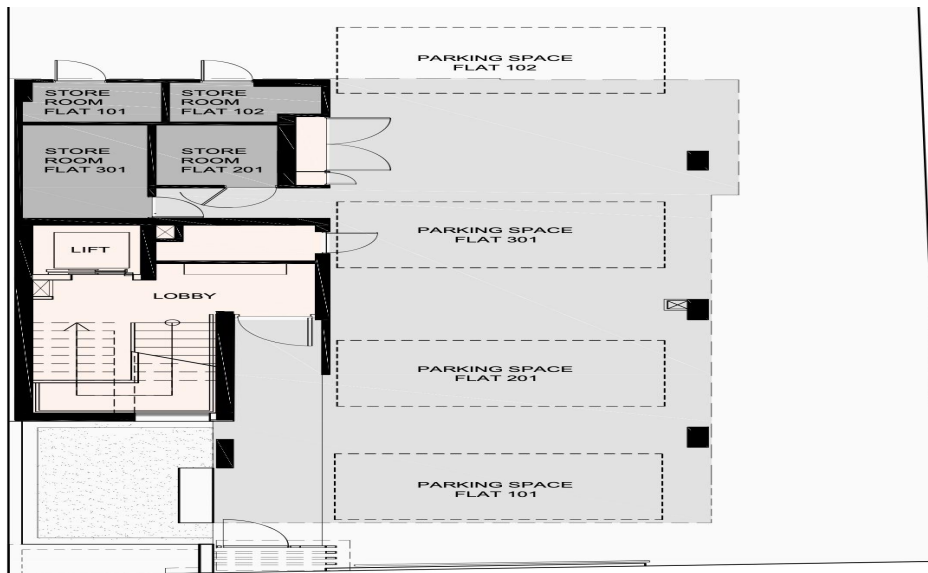 PARKING SPACE
FLAT 102
STORE
ROOM
FLAT 101
STORE
ROOM
FLAT 102
STORE
ROOM
FLAT 301
STORE
ROOM
FLAT 201
PARKING SPACE
FLAT 301
LIFT
LOBBY
PARKING SPACE
FLAT 201
PARKING SPACE
FLAT 101